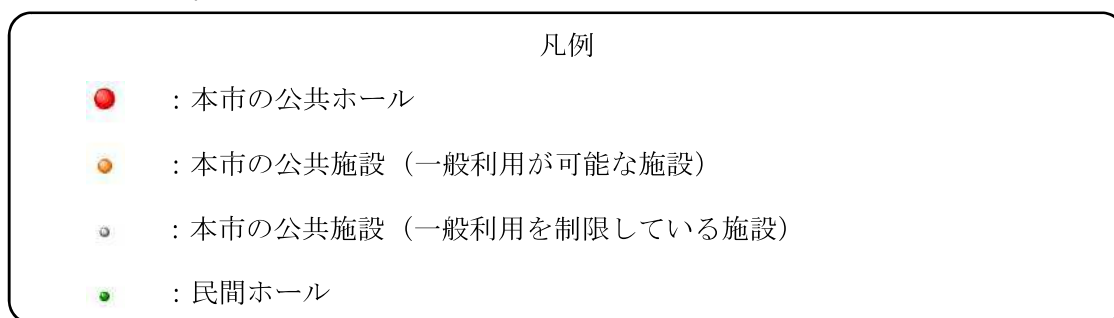 凡例
：本市の公共ホール
：本市の公共施設（一般利用が可能な施設）
：本市の公共施設（一般利用を制限している施設）
：民間ホール